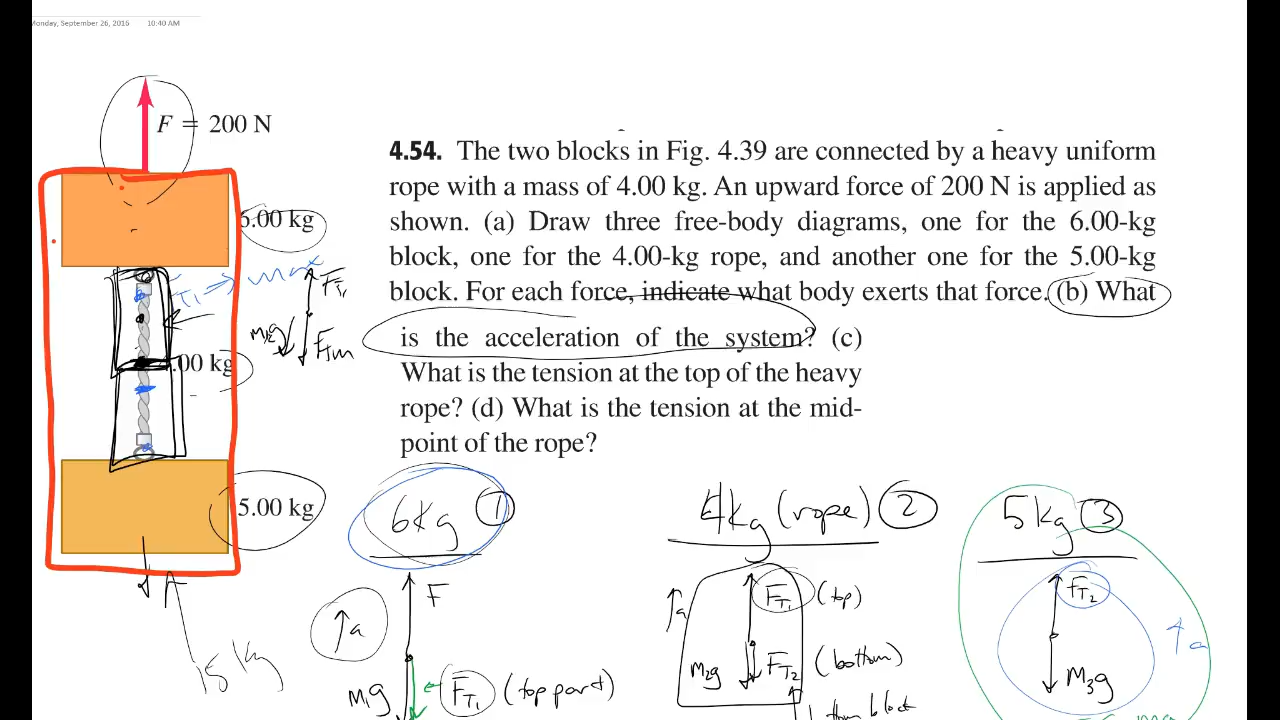 Monday, September 26, 2016 10:40 AM
F = 200 N
4.54. The two blocks in Fig. 4.39 are connected by a heavy uniform
rope with a mass of 4.00 kg. An upward force of 200 N is applied as
shown. (a) Draw three free-body diagrams, one for the 6.00-kg
block, one for the 4.00-kg rope, and another one for the 5.00-kg
block. For each force, indicate what body exerts that force. (b) What
is the acceleration of the system? (c)
What is the tension at the top of the heavy
rope? (d) What is the tension at the mid-
point of the rope?
6.00 kg
T1 → max
FT1
m2g
FTm
.00 kg
5.00 kg
A
15 kg
6kg 1
F
↑a
m1g
FT1 (top part)
4kg (rope) 2
↑a
FT1 (top)
m2g
FT2 (bottom)
block
5kg 3
FT2
↑a
m3g